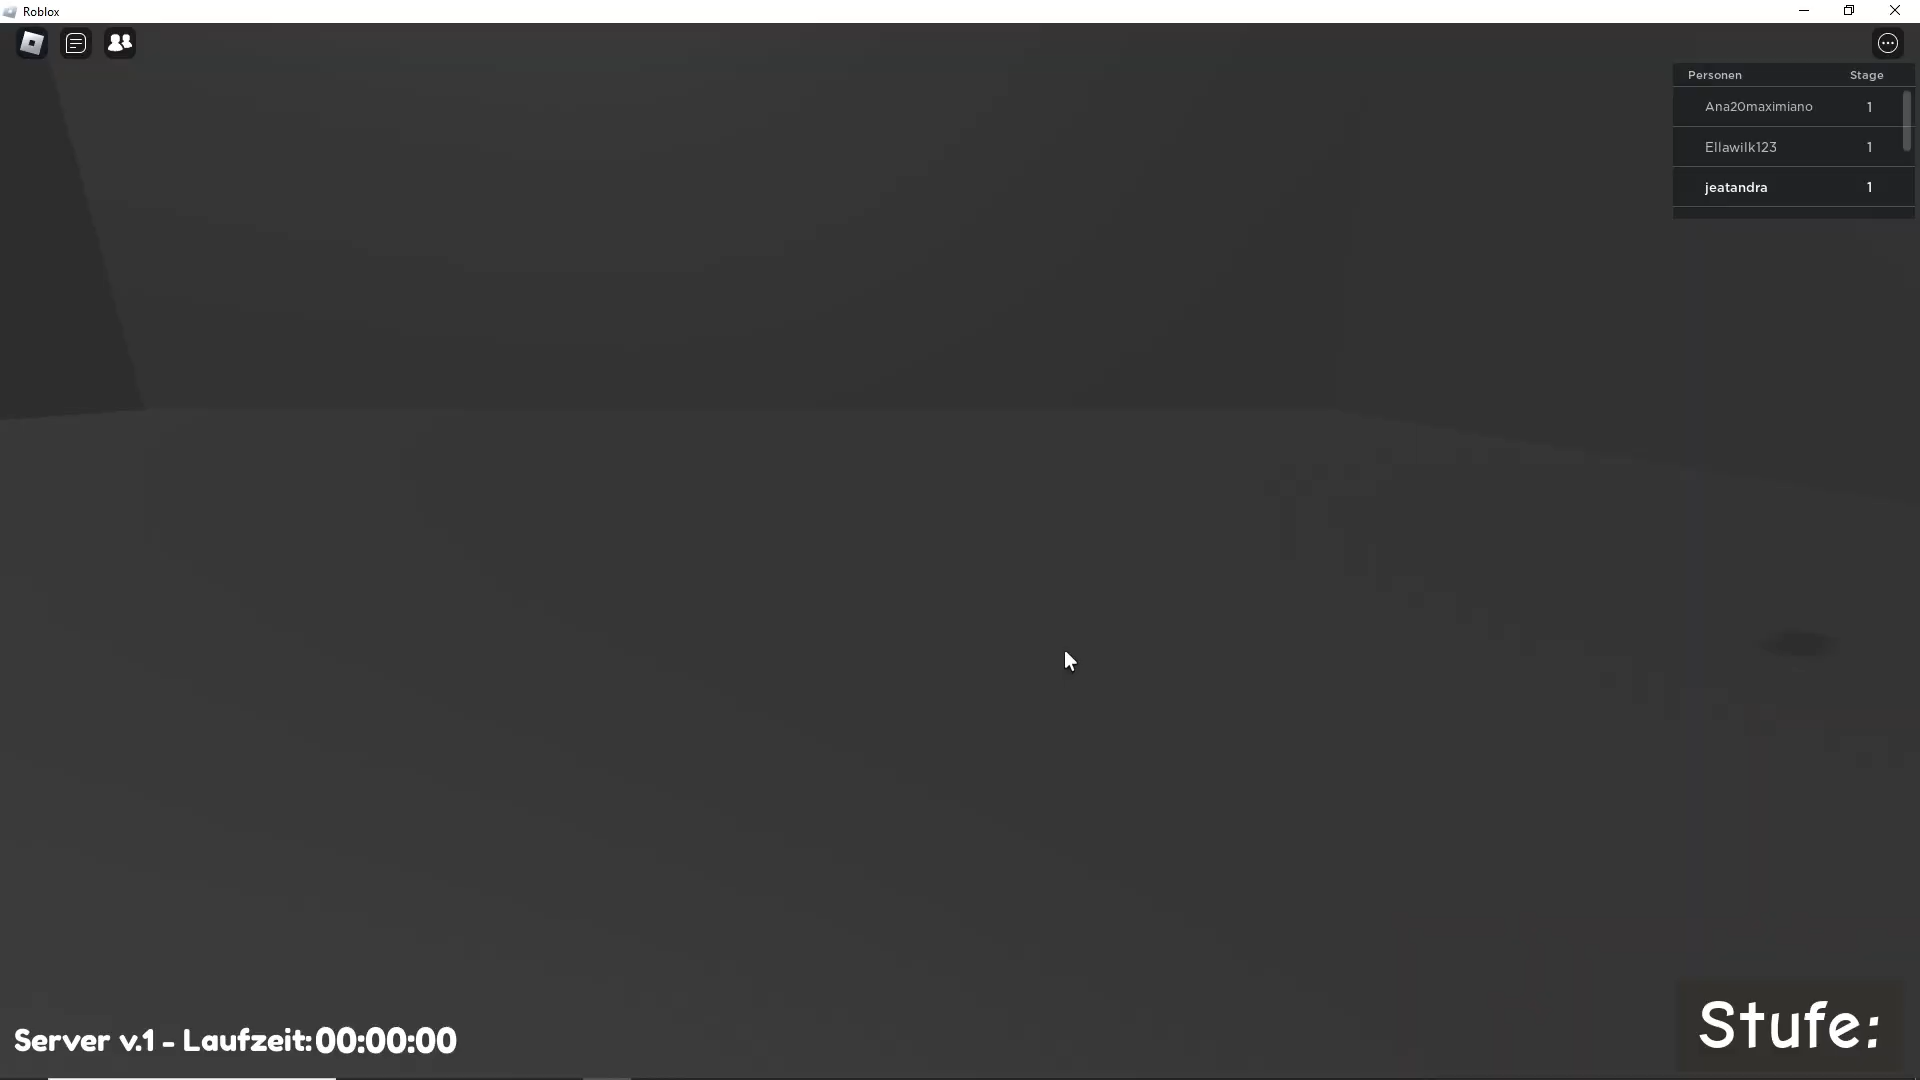 Roblox
Personen Stage
Ana20maximiano 1
Ellawilk123 1
jeatandra 1
Server v.1 - Laufzeit: 00:00:00
Stufe: